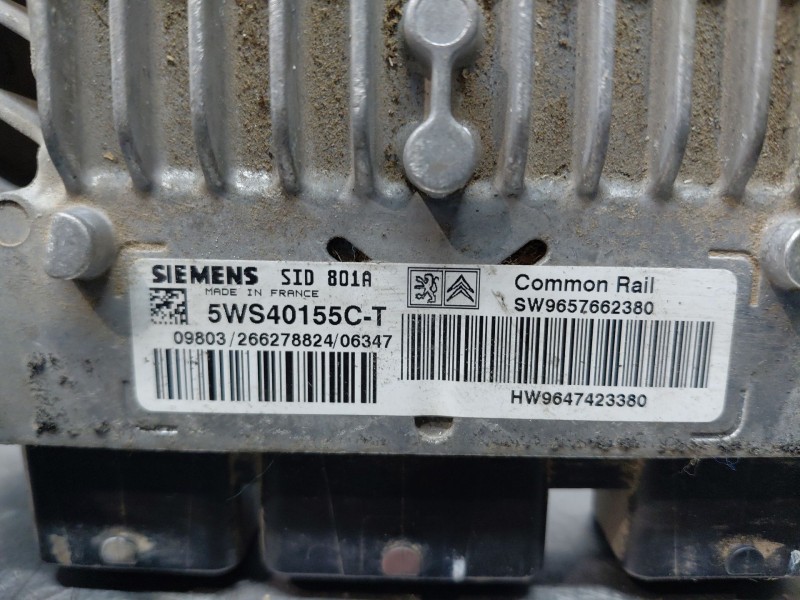 SIEMENS SID 801A
MADE IN FRANCE
5WS40155C-T
09803/266278824/06347
Common Rail
SW9657662380
HW9647423380